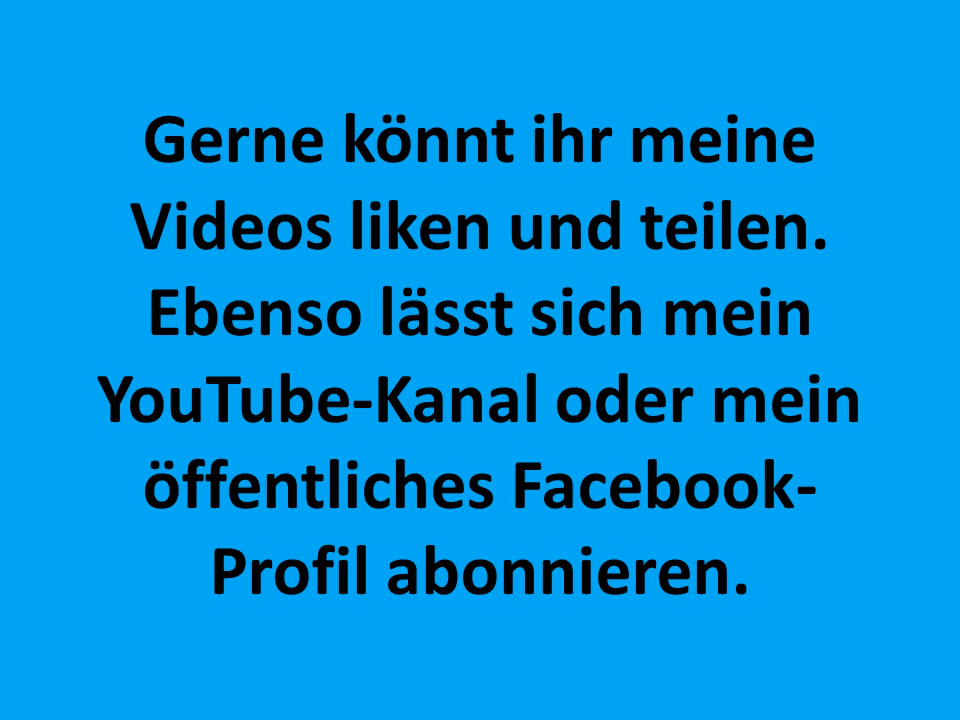 Gerne könnt ihr meine
Videos liken und teilen.
Ebenso lässt sich mein
YouTube-Kanal oder mein
öffentliches Facebook-
Profil abonnieren.